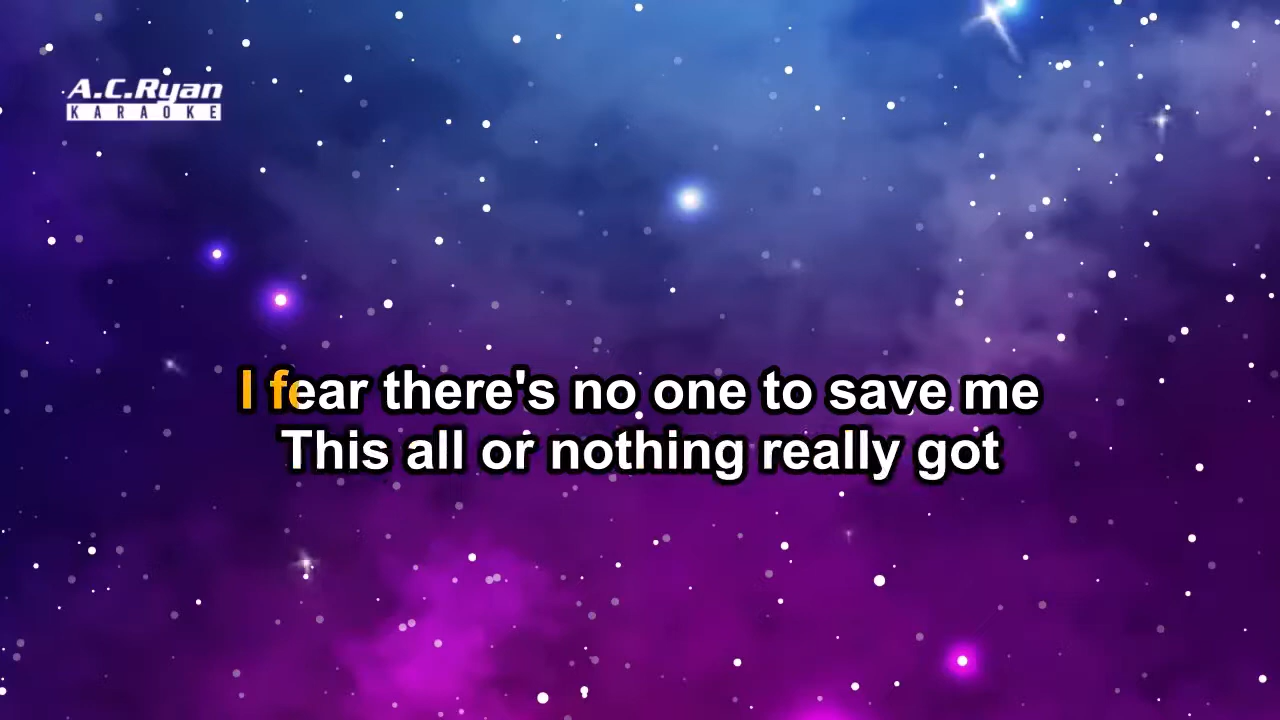 A.C.Ryan
KARAOKE
I fear there's no one to save me
This all or nothing really got